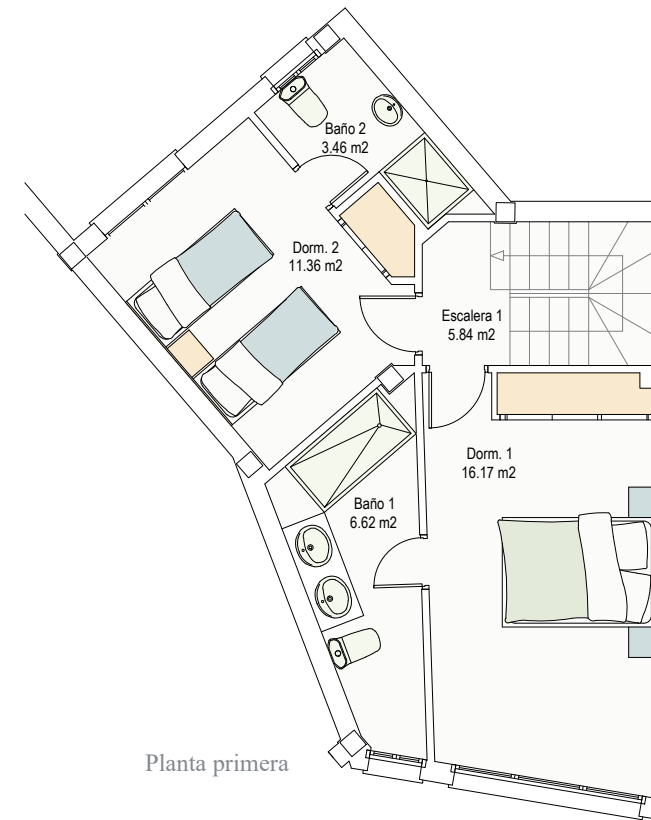 Baño 2
3.46 m2
Dorm. 2
11.36 m2
Escalera 1
5.84 m2
Dorm. 1
16.17 m2
Baño 1
6.62 m2
Planta primera